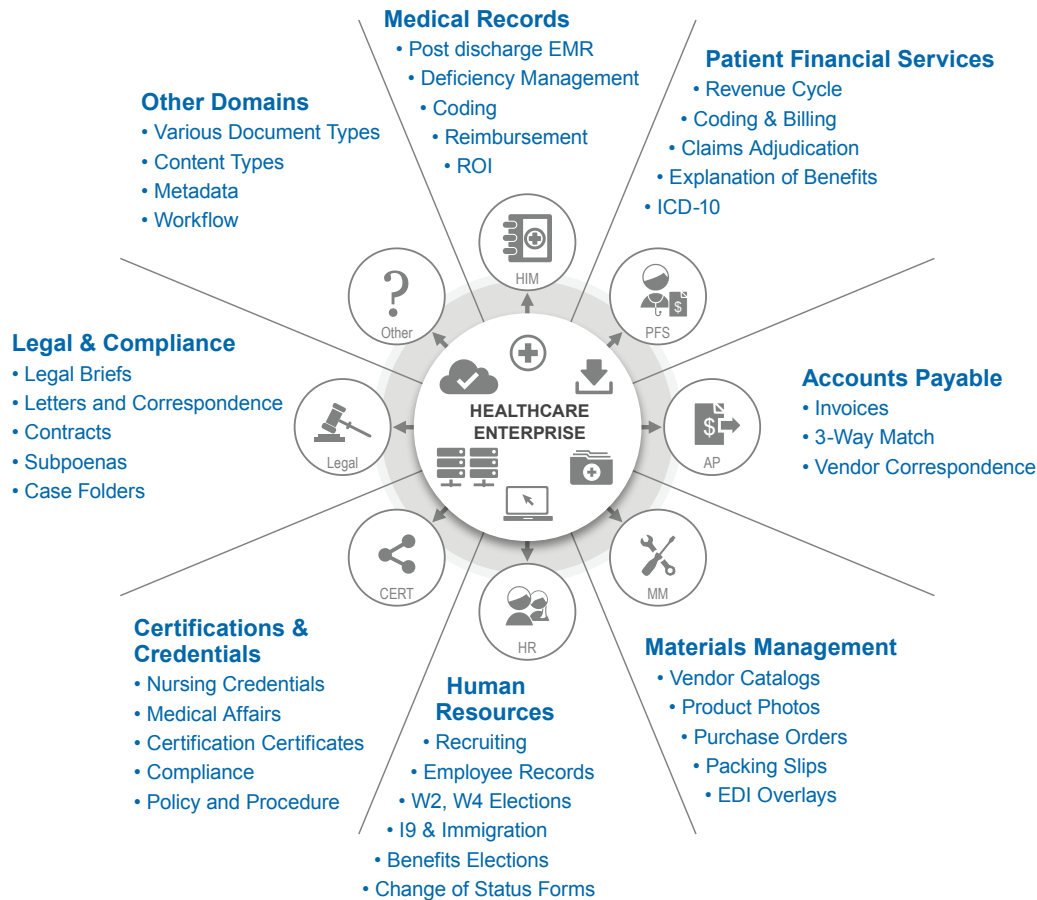 Medical Records
• Post discharge EMR
• Deficiency Management
• Coding
• Reimbursement
• ROI
Patient Financial Services
• Revenue Cycle
• Coding & Billing
• Claims Adjudication
• Explanation of Benefits
• ICD-10
Other Domains
• Various Document Types
• Content Types
• Metadata
• Workflow
HIM
Other
PFS
Legal & Compliance
• Legal Briefs
• Letters and Correspondence
• Contracts
• Subpoenas
• Case Folders
Legal
HEALTHCARE
ENTERPRISE
$
$
AP
Accounts Payable
• Invoices
• 3-Way Match
• Vendor Correspondence
CERT
HR
MM
Certifications &
Credentials
• Nursing Credentials
• Medical Affairs
• Certification Certificates
• Compliance
• Policy and Procedure
Human
Resources
• Recruiting
• Employee Records
• W2, W4 Elections
• I9 & Immigration
• Benefits Elections
• Change of Status Forms
Materials Management
• Vendor Catalogs
• Product Photos
• Purchase Orders
• Packing Slips
• EDI Overlays
?